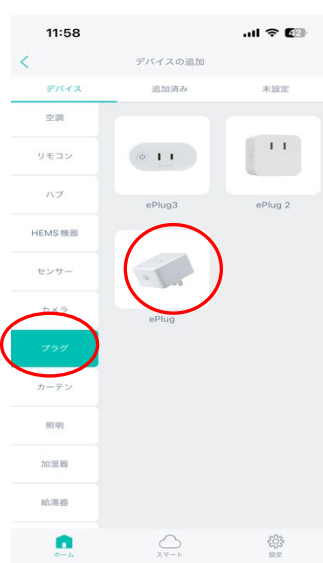 11:58
42
デバイスの追加
デバイス
追加済み
未設定
空調
リモコン
ハブ
HEMS機器
センサー
カメラ
プラグ
カーテン
照明
加湿器
給湯器
ePlug3
ePlug 2
ePlug
ホーム
スマート
設定